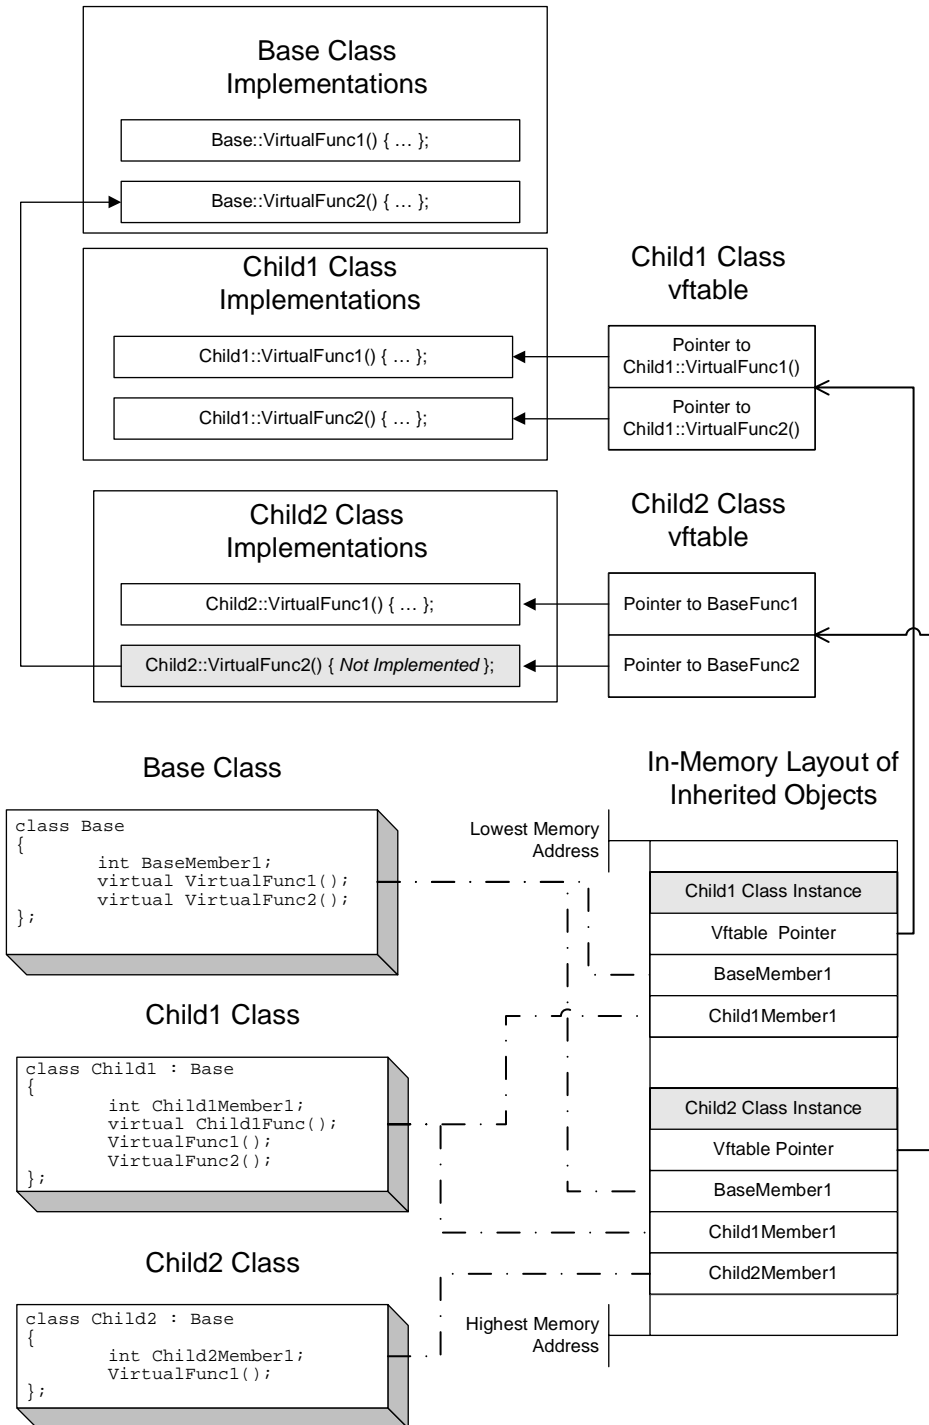 Base Class
Implementations
Base::VirtualFunc1() { … };
Base::VirtualFunc2() { … };
Child1 Class
Implementations
Child1::VirtualFunc1() { … };
Child1::VirtualFunc2() { … };
Child1 Class
vftable
Pointer to
Child1::VirtualFunc1()
Pointer to
Child1::VirtualFunc2()
Child2 Class
Implementations
Child2::VirtualFunc1() { … };
Child2::VirtualFunc2() { Not Implemented };
Child2 Class
vftable
Pointer to BaseFunc1
Pointer to BaseFunc2
Base Class
class Base
{
int BaseMember1;
virtual VirtualFunc1();
virtual VirtualFunc2();
};
Child1 Class
class Child1 : Base
{
int Child1Member1;
virtual Child1Func();
VirtualFunc1();
VirtualFunc2();
};
Child2 Class
class Child2 : Base
{
int Child2Member1;
VirtualFunc1();
};
In-Memory Layout of
Inherited Objects
Lowest Memory
Address
Child1 Class Instance
Vftable Pointer
BaseMember1
Child1Member1
Child2 Class Instance
Vftable Pointer
BaseMember1
Child1Member1
Child2Member1
Highest Memory
Address